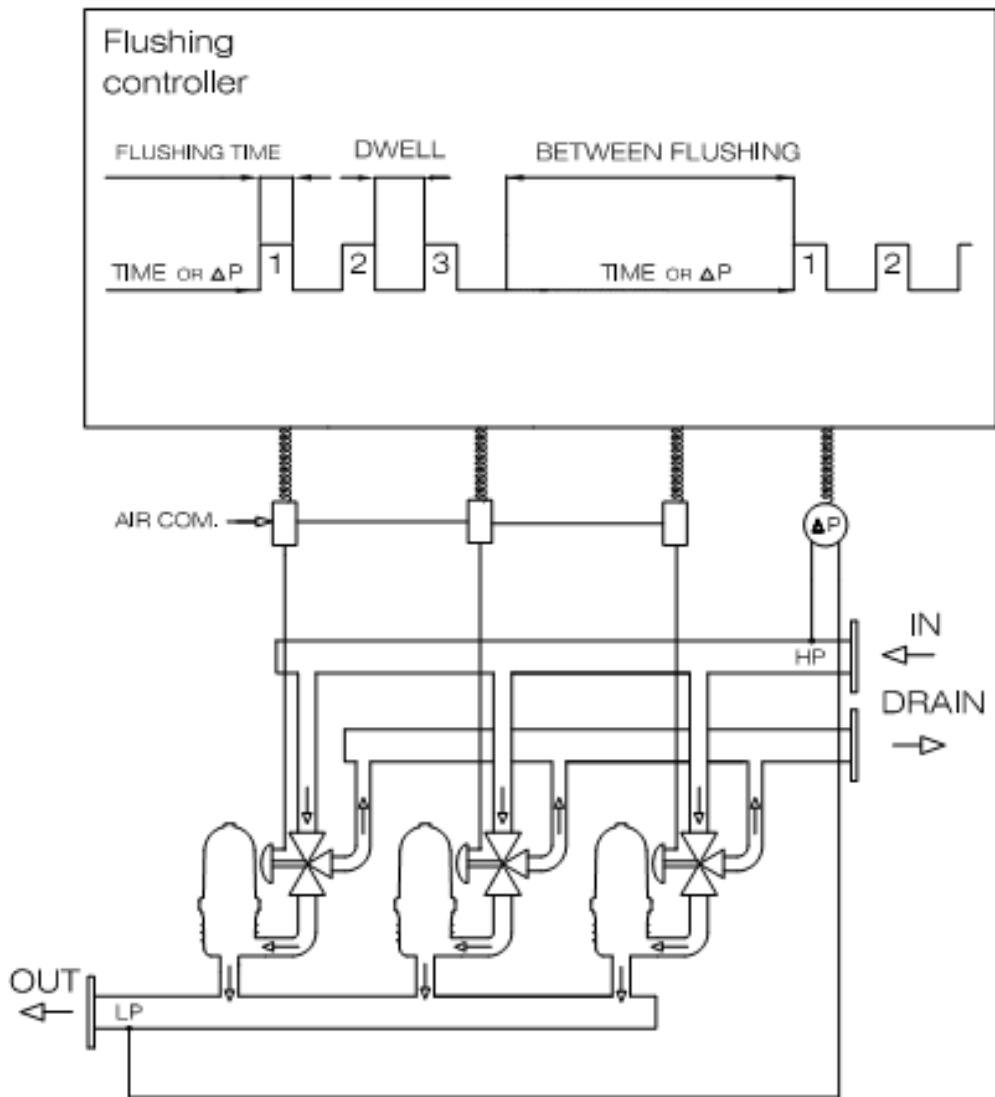 Flushing
controller
FLUSHING TIME DWELL BETWEEN FLUSHING
1 2 3 1 2
TIME OR ΔP TIME OR ΔP
AIR COM. ΔP
IN
HP
DRAIN
OUT
LP